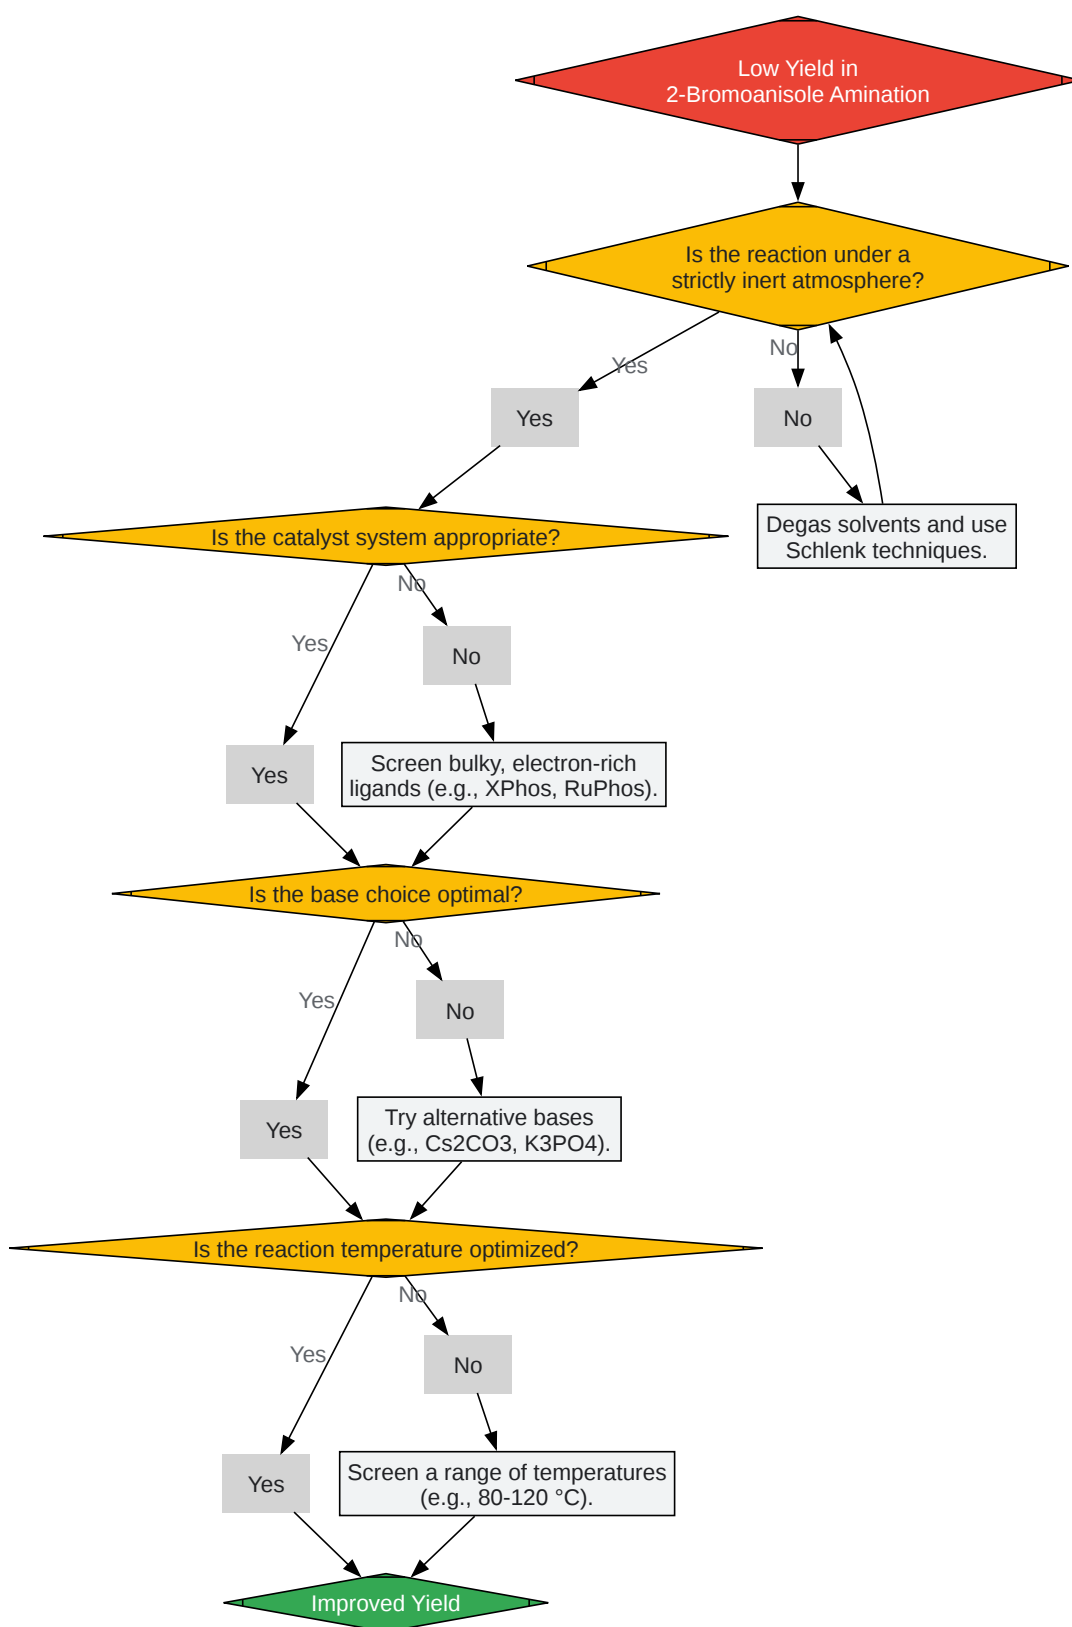 Low Yield in
2-Bromoanisole Amination
Is the reaction under a
strictly inert atmosphere?
Yes
No
Yes
No
Degas solvents and use
Schlenk techniques.
Is the catalyst system appropriate?
No
Yes
No
Yes
Screen bulky, electron-rich
ligands (e.g., XPhos, RuPhos).
Is the base choice optimal?
No
Yes
No
Yes
Try alternative bases
(e.g., Cs2CO3, K3PO4).
Is the reaction temperature optimized?
No
Yes
No
Yes
Screen a range of temperatures
(e.g., 80-120 °C).
Improved Yield